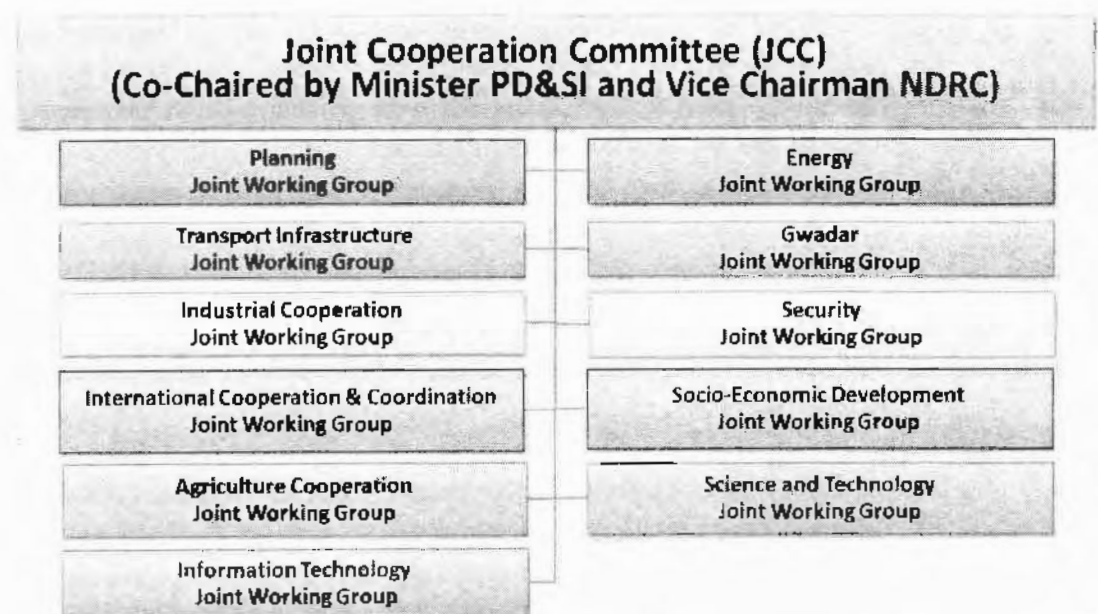 Joint Cooperation Committee (JCC)
(Co-Chaired by Minister PD&SI and Vice Chairman NDRC)
Planning
Joint Working Group
Energy
Joint Working Group
Transport Infrastructure
Joint Working Group
Gwadar
Joint Working Group
Industrial Cooperation
Joint Working Group
Security
Joint Working Group
International Cooperation & Coordination
Joint Working Group
Socio-Economic Development
Joint Working Group
Agriculture Cooperation
Joint Working Group
Science and Technology
Joint Working Group
Information Technology
Joint Working Group